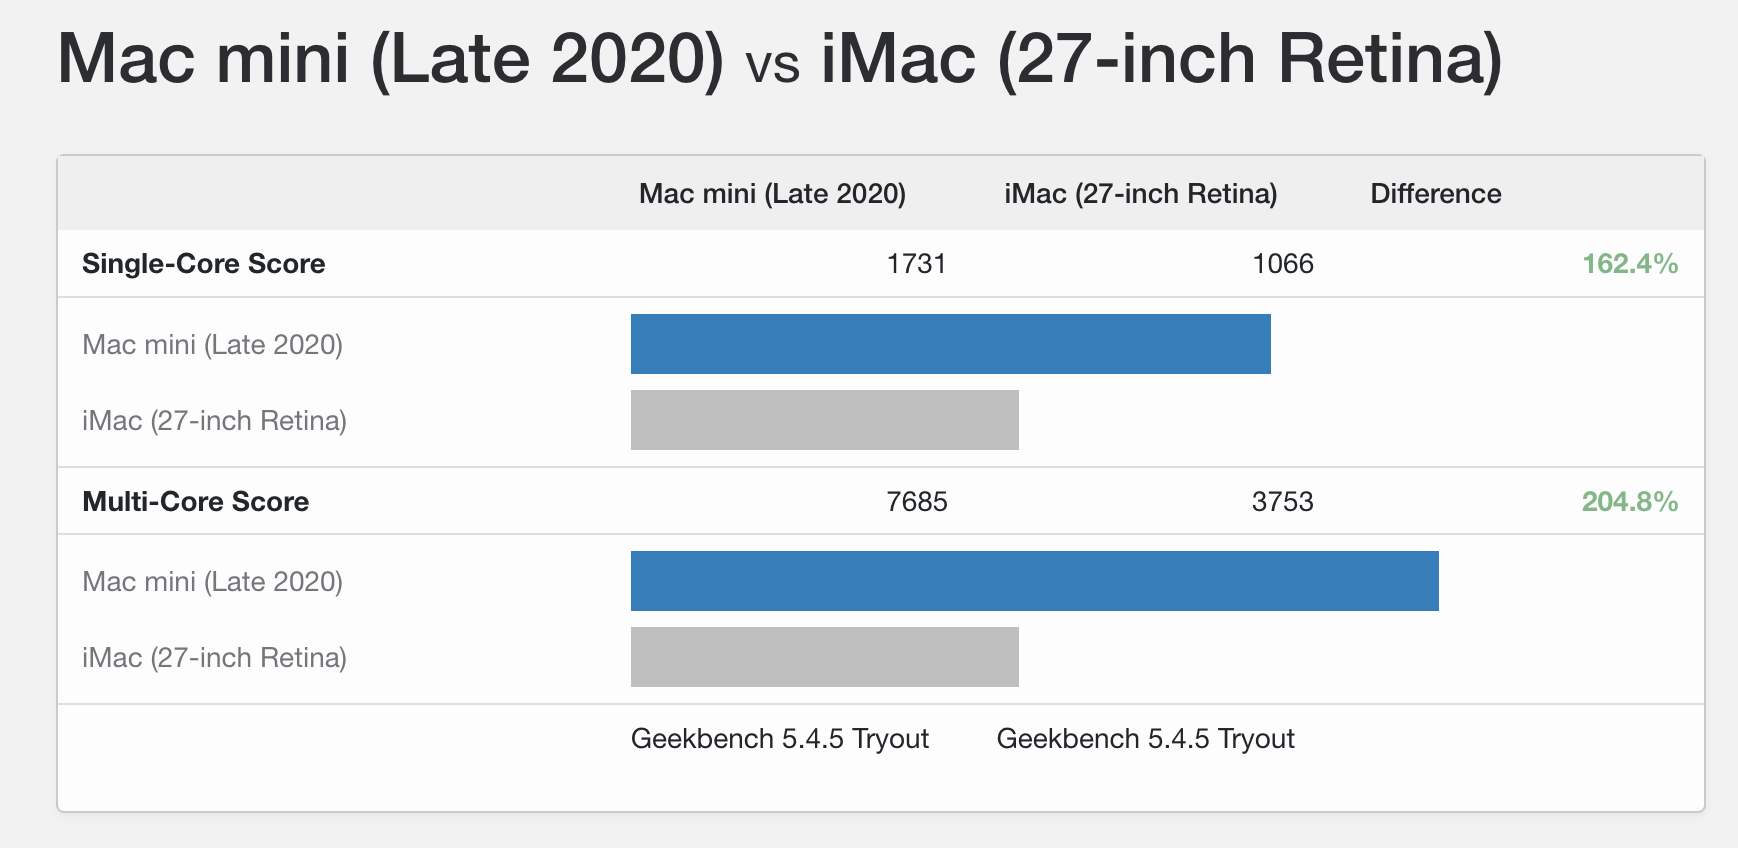 Mac mini (Late 2020) vs iMac (27-inch Retina)
Mac mini (Late 2020) iMac (27-inch Retina) Difference
Single-Core Score 1731 1066 162.4%
Mac mini (Late 2020)
iMac (27-inch Retina)
Multi-Core Score 7685 3753 204.8%
Mac mini (Late 2020)
iMac (27-inch Retina)
Geekbench 5.4.5 Tryout Geekbench 5.4.5 Tryout